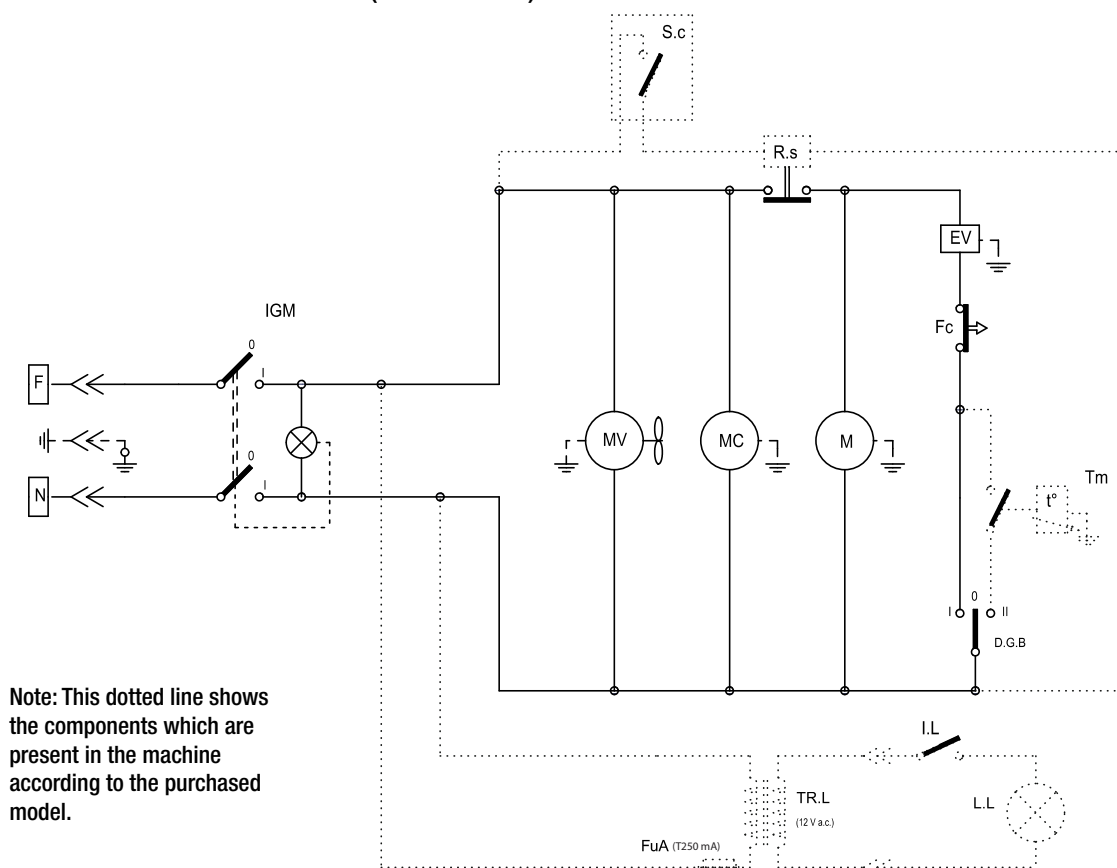 S.c
R.s
EV
IGM
Fc
0
F
I
MV
MC
M
Tm
t°
0
N
I
0
I
II
D.G.B
Note: This dotted line shows
the components which are
present in the machine
according to the purchased
model.
I.L
TR.L
L.L
(12 V a.c.)
FuA (T250 mA)